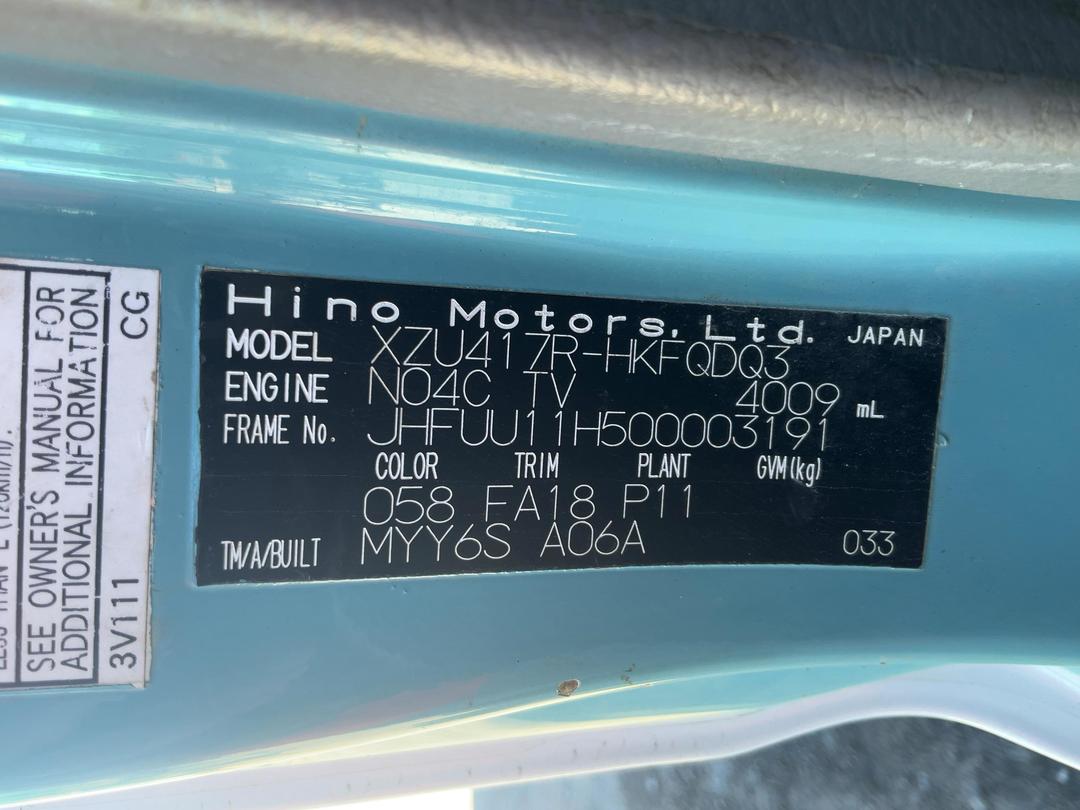 Hino Motors, Ltd. JAPAN
MODEL XZU417R-HKFQDQ3
ENGINE N04C TV 4009 mL
FRAME No. JHFUU11H500003191
COLOR TRIM PLANT GVM(kg)
058 FA18 P11
TM/A/BUILT MYY6S A06A 033
SEE OWNER'S MANUAL FOR
ADDITIONAL INFORMATION
3V111 CG